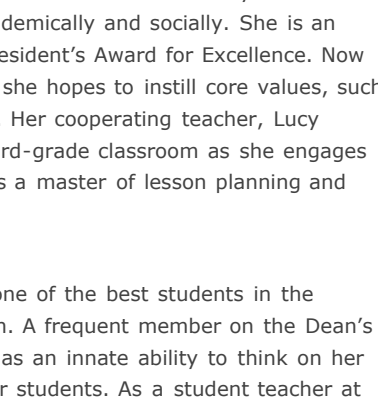 demically and socially. She is an
esident’s Award for Excellence. Now
she hopes to instill core values, such
. Her cooperating teacher, Lucy
rd-grade classroom as she engages
s a master of lesson planning and
one of the best students in the
n. A frequent member on the Dean’s
as an innate ability to think on her
r students. As a student teacher at